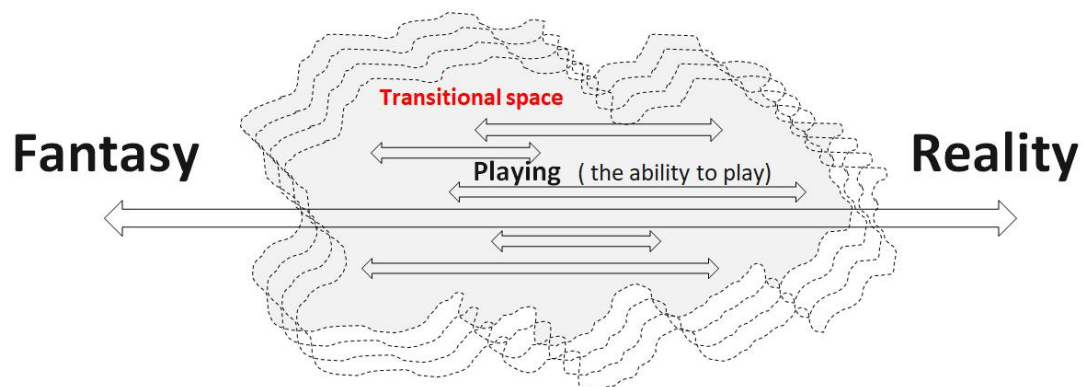 Transitional space
Fantasy
Reality
Playing ( the ability to play)